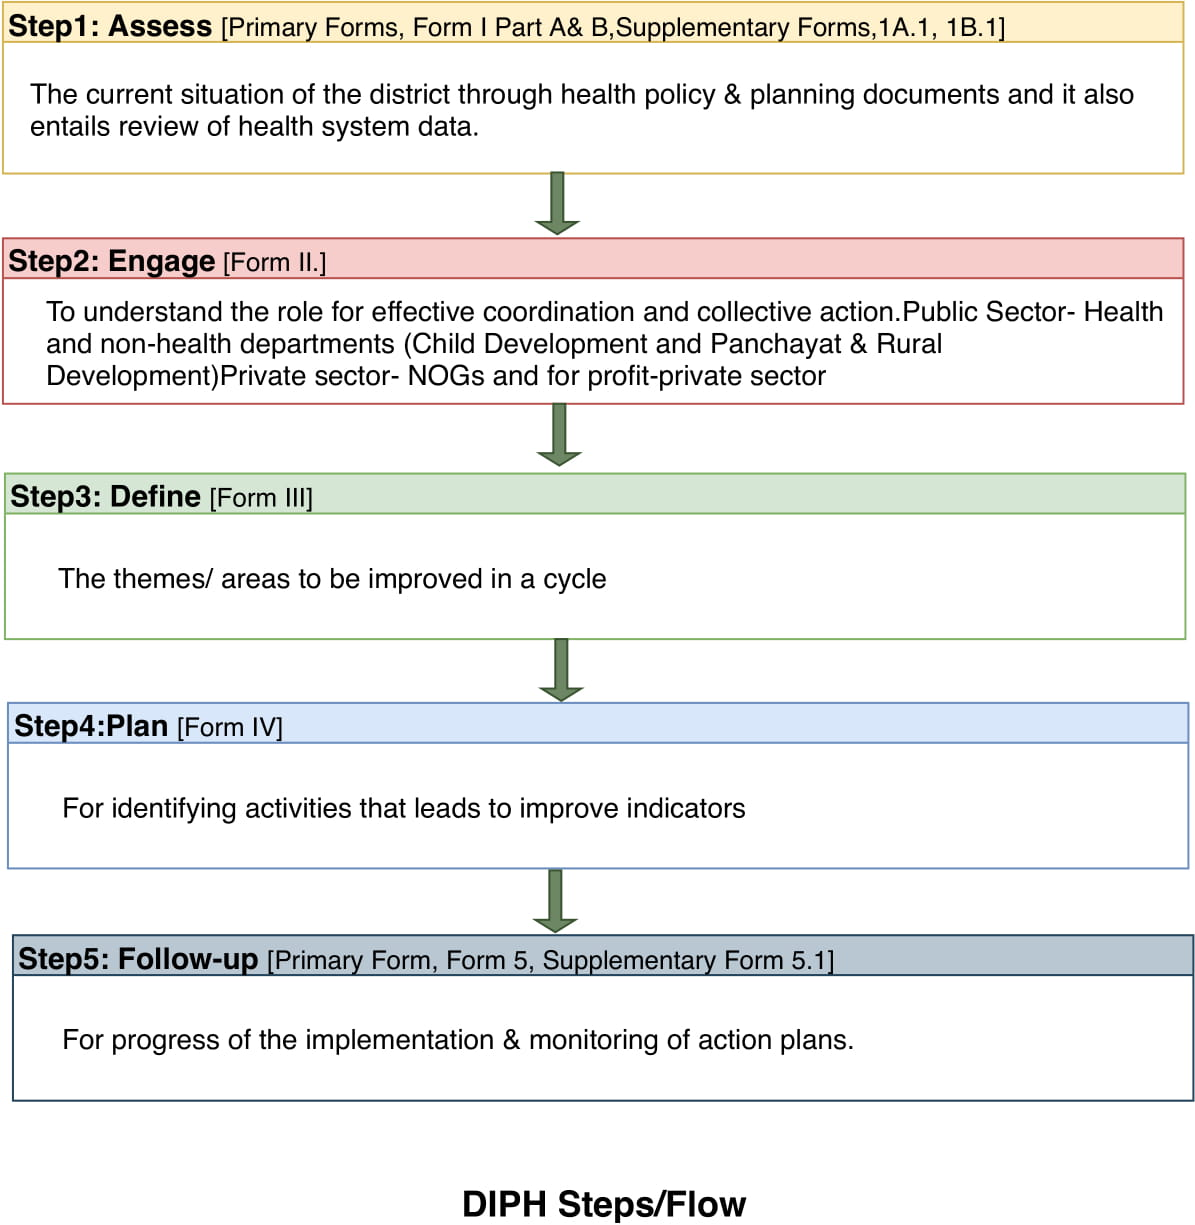 Step1: Assess [Primary Forms, Form I Part A& B,Supplementary Forms,1A.1, 1B.1]
The current situation of the district through health policy & planning documents and it also
entails review of health system data.
Step2: Engage [Form II.]
To understand the role for effective coordination and collective action.Public Sector- Health
and non-health departments (Child Development and Panchayat & Rural
Development)Private sector- NOGs and for profit-private sector
Step3: Define [Form III]
The themes/ areas to be improved in a cycle
Step4:Plan [Form IV]
For identifying activities that leads to improve indicators
Step5: Follow-up [Primary Form, Form 5, Supplementary Form 5.1]
For progress of the implementation & monitoring of action plans.
DIPH Steps/Flow